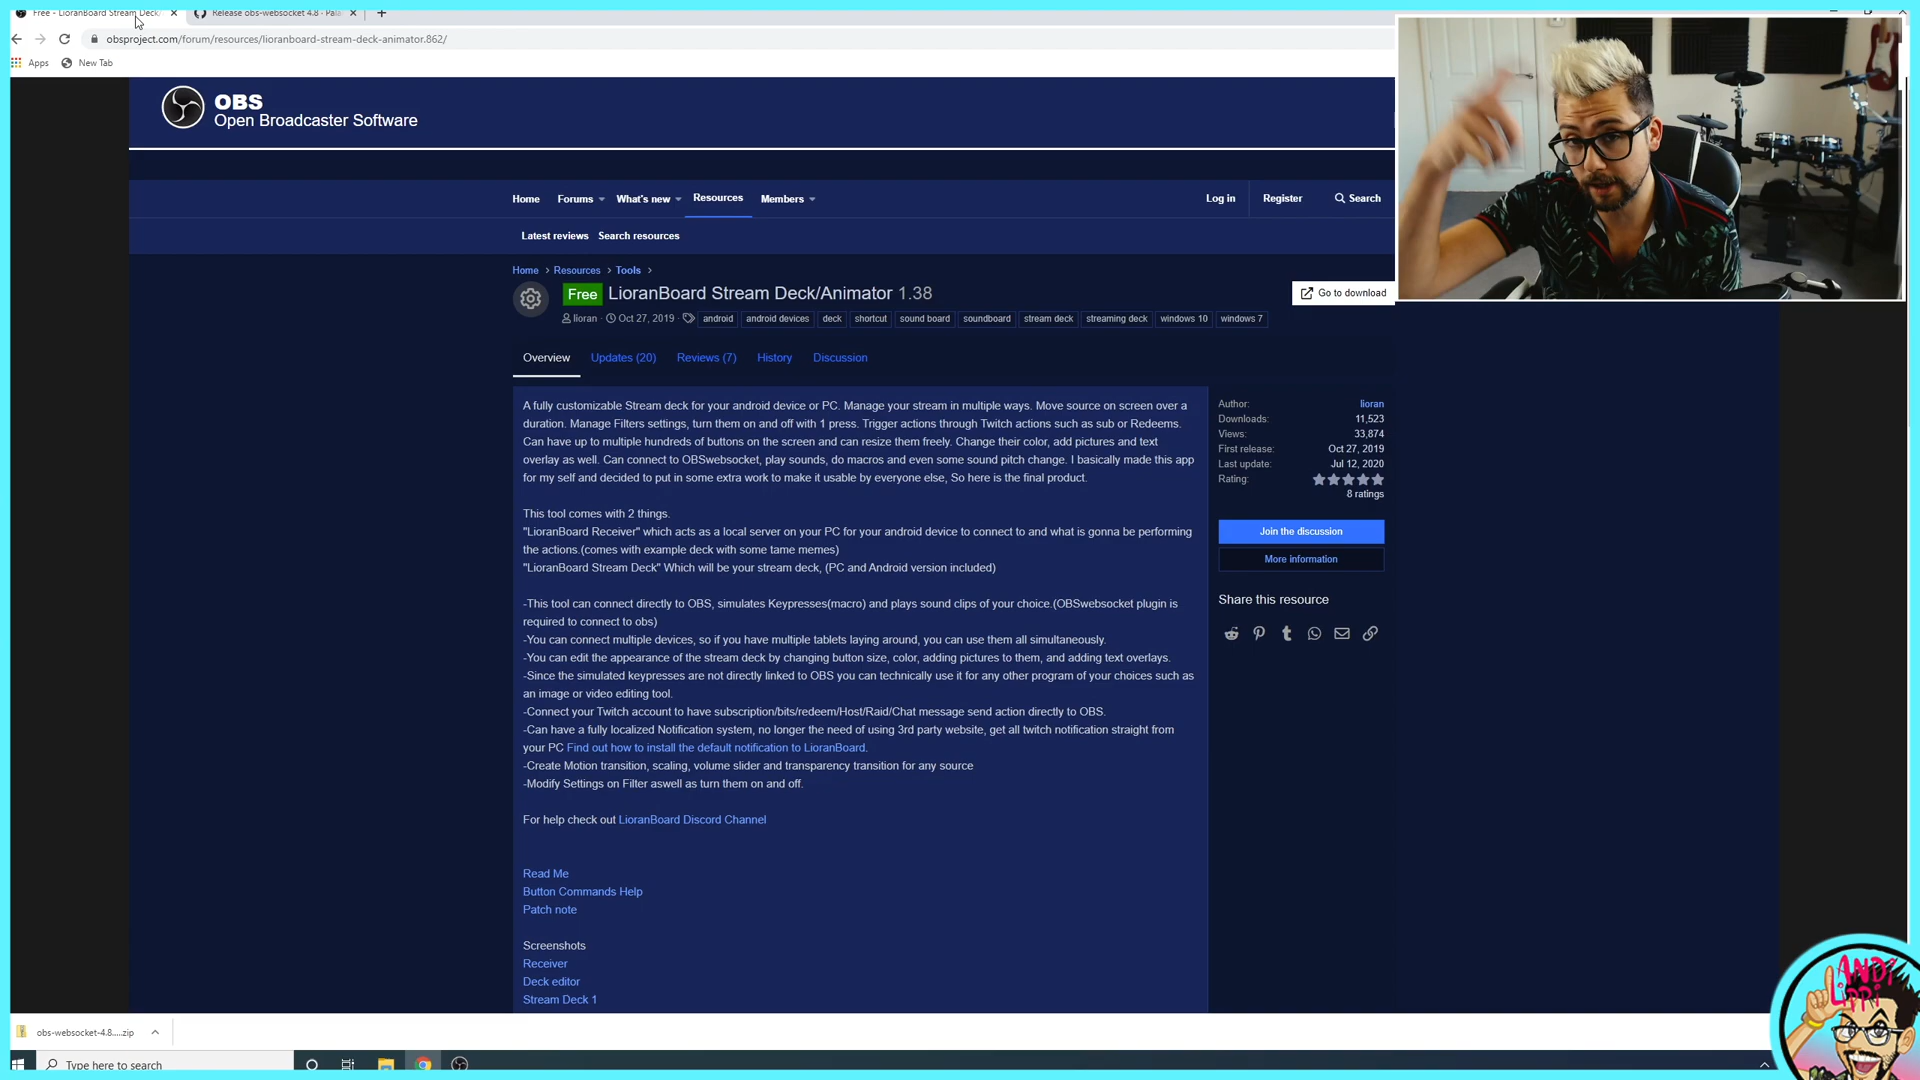 Free - LioranBoard Stream Deck/
Release obs-websocket 4.8 · Pala
obsproject.com/forum/resources/lioranboard-stream-deck-animator.862/
Apps
New Tab
OBS
Open Broadcaster Software
Home
Forums
What's new
Resources
Members
Log in
Register
Search
Latest reviews
Search resources
Home
Resources
Tools
Free
LioranBoard Stream Deck/Animator 1.38
Go to download
lioran
Oct 27, 2019
android
android devices
deck
shortcut
sound board
soundboard
stream deck
streaming deck
windows 10
windows 7
Overview
Updates (20)
Reviews (7)
History
Discussion
A fully customizable Stream deck for your android device or PC. Manage your stream in multiple ways. Move source on screen over a
duration. Manage Filters settings, turn them on and off with 1 press. Trigger actions through Twitch actions such as sub or Redeems.
Can have up to multiple hundreds of buttons on the screen and can resize them freely. Change their color, add pictures and text
overlay as well. Can connect to OBSwebsocket, play sounds, do macros and even some sound pitch change. I basically made this app
for my self and decided to put in some extra work to make it usable by everyone else, So here is the final product.
This tool comes with 2 things.
"LioranBoard Receiver" which acts as a local server on your PC for your android device to connect to and what is gonna be performing
the actions.(comes with example deck with some tame memes)
"LioranBoard Stream Deck" Which will be your stream deck, (PC and Android version included)
-This tool can connect directly to OBS, simulates Keypresses(macro) and plays sound clips of your choice.(OBSwebsocket plugin is
required to connect to obs)
-You can connect multiple devices, so if you have multiple tablets laying around, you can use them all simultaneously.
-You can edit the appearance of the stream deck by changing button size, color, adding pictures to them, and adding text overlays.
-Since the simulated keypresses are not directly linked to OBS you can technically use it for any other program of your choices such as
an image or video editing tool.
-Connect your Twitch account to have subscription/bits/redeem/Host/Raid/Chat message send action directly to OBS.
-Can have a fully localized Notification system, no longer the need of using 3rd party website, get all twitch notification straight from
your PC Find out how to install the default notification to LioranBoard.
-Create Motion transition, scaling, volume slider and transparency transition for any source
-Modify Settings on Filter aswell as turn them on and off.
For help check out LioranBoard Discord Channel
Read Me
Button Commands Help
Patch note
Screenshots
Receiver
Deck editor
Stream Deck 1
Author: lioran
Downloads: 11,523
Views: 33,874
First release: Oct 27, 2019
Last update: Jul 12, 2020
Rating:
8 ratings
Join the discussion
More information
Share this resource
obs-websocket-4.8.....zip
Type here to search
ANDI
LIPPI